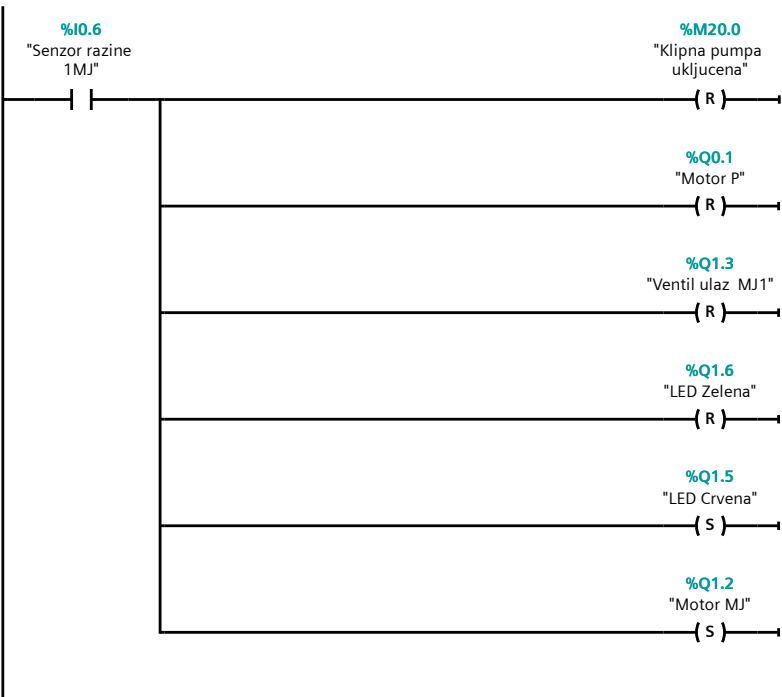 %I0.6
"Senzor razine
1MJ"
%M20.0
"Klipna pumpa
ukljucena"
R
%Q0.1
"Motor P"
R
%Q1.3
"Ventil ulaz  MJ1"
R
%Q1.6
"LED Zelena"
R
%Q1.5
"LED Crvena"
S
%Q1.2
"Motor MJ"
S